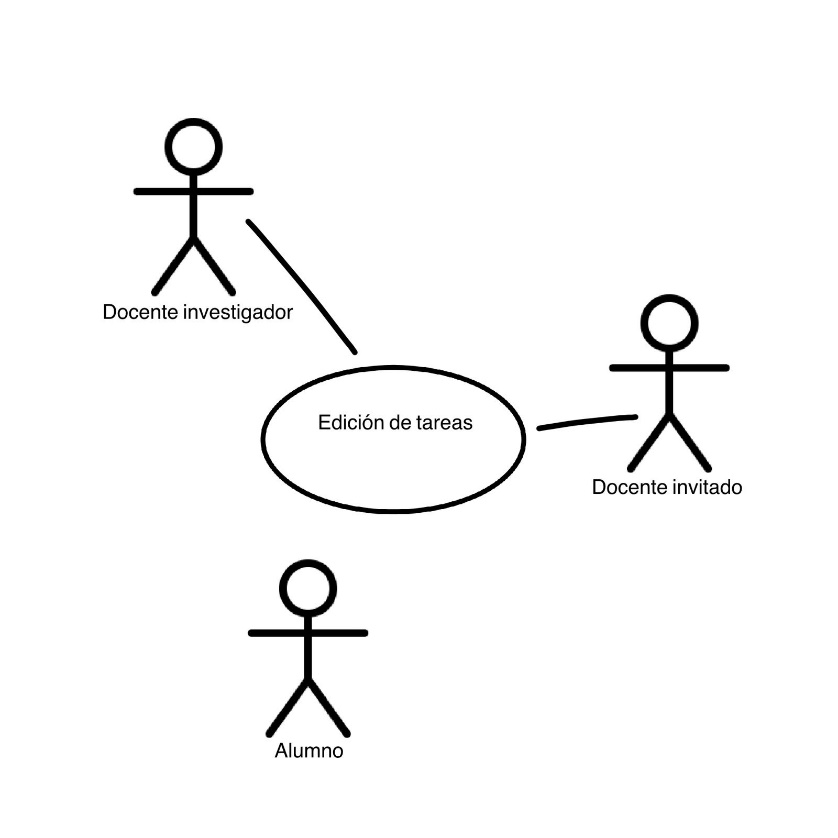 Docente investigador
Edición de tareas
Docente invitado
Alumno